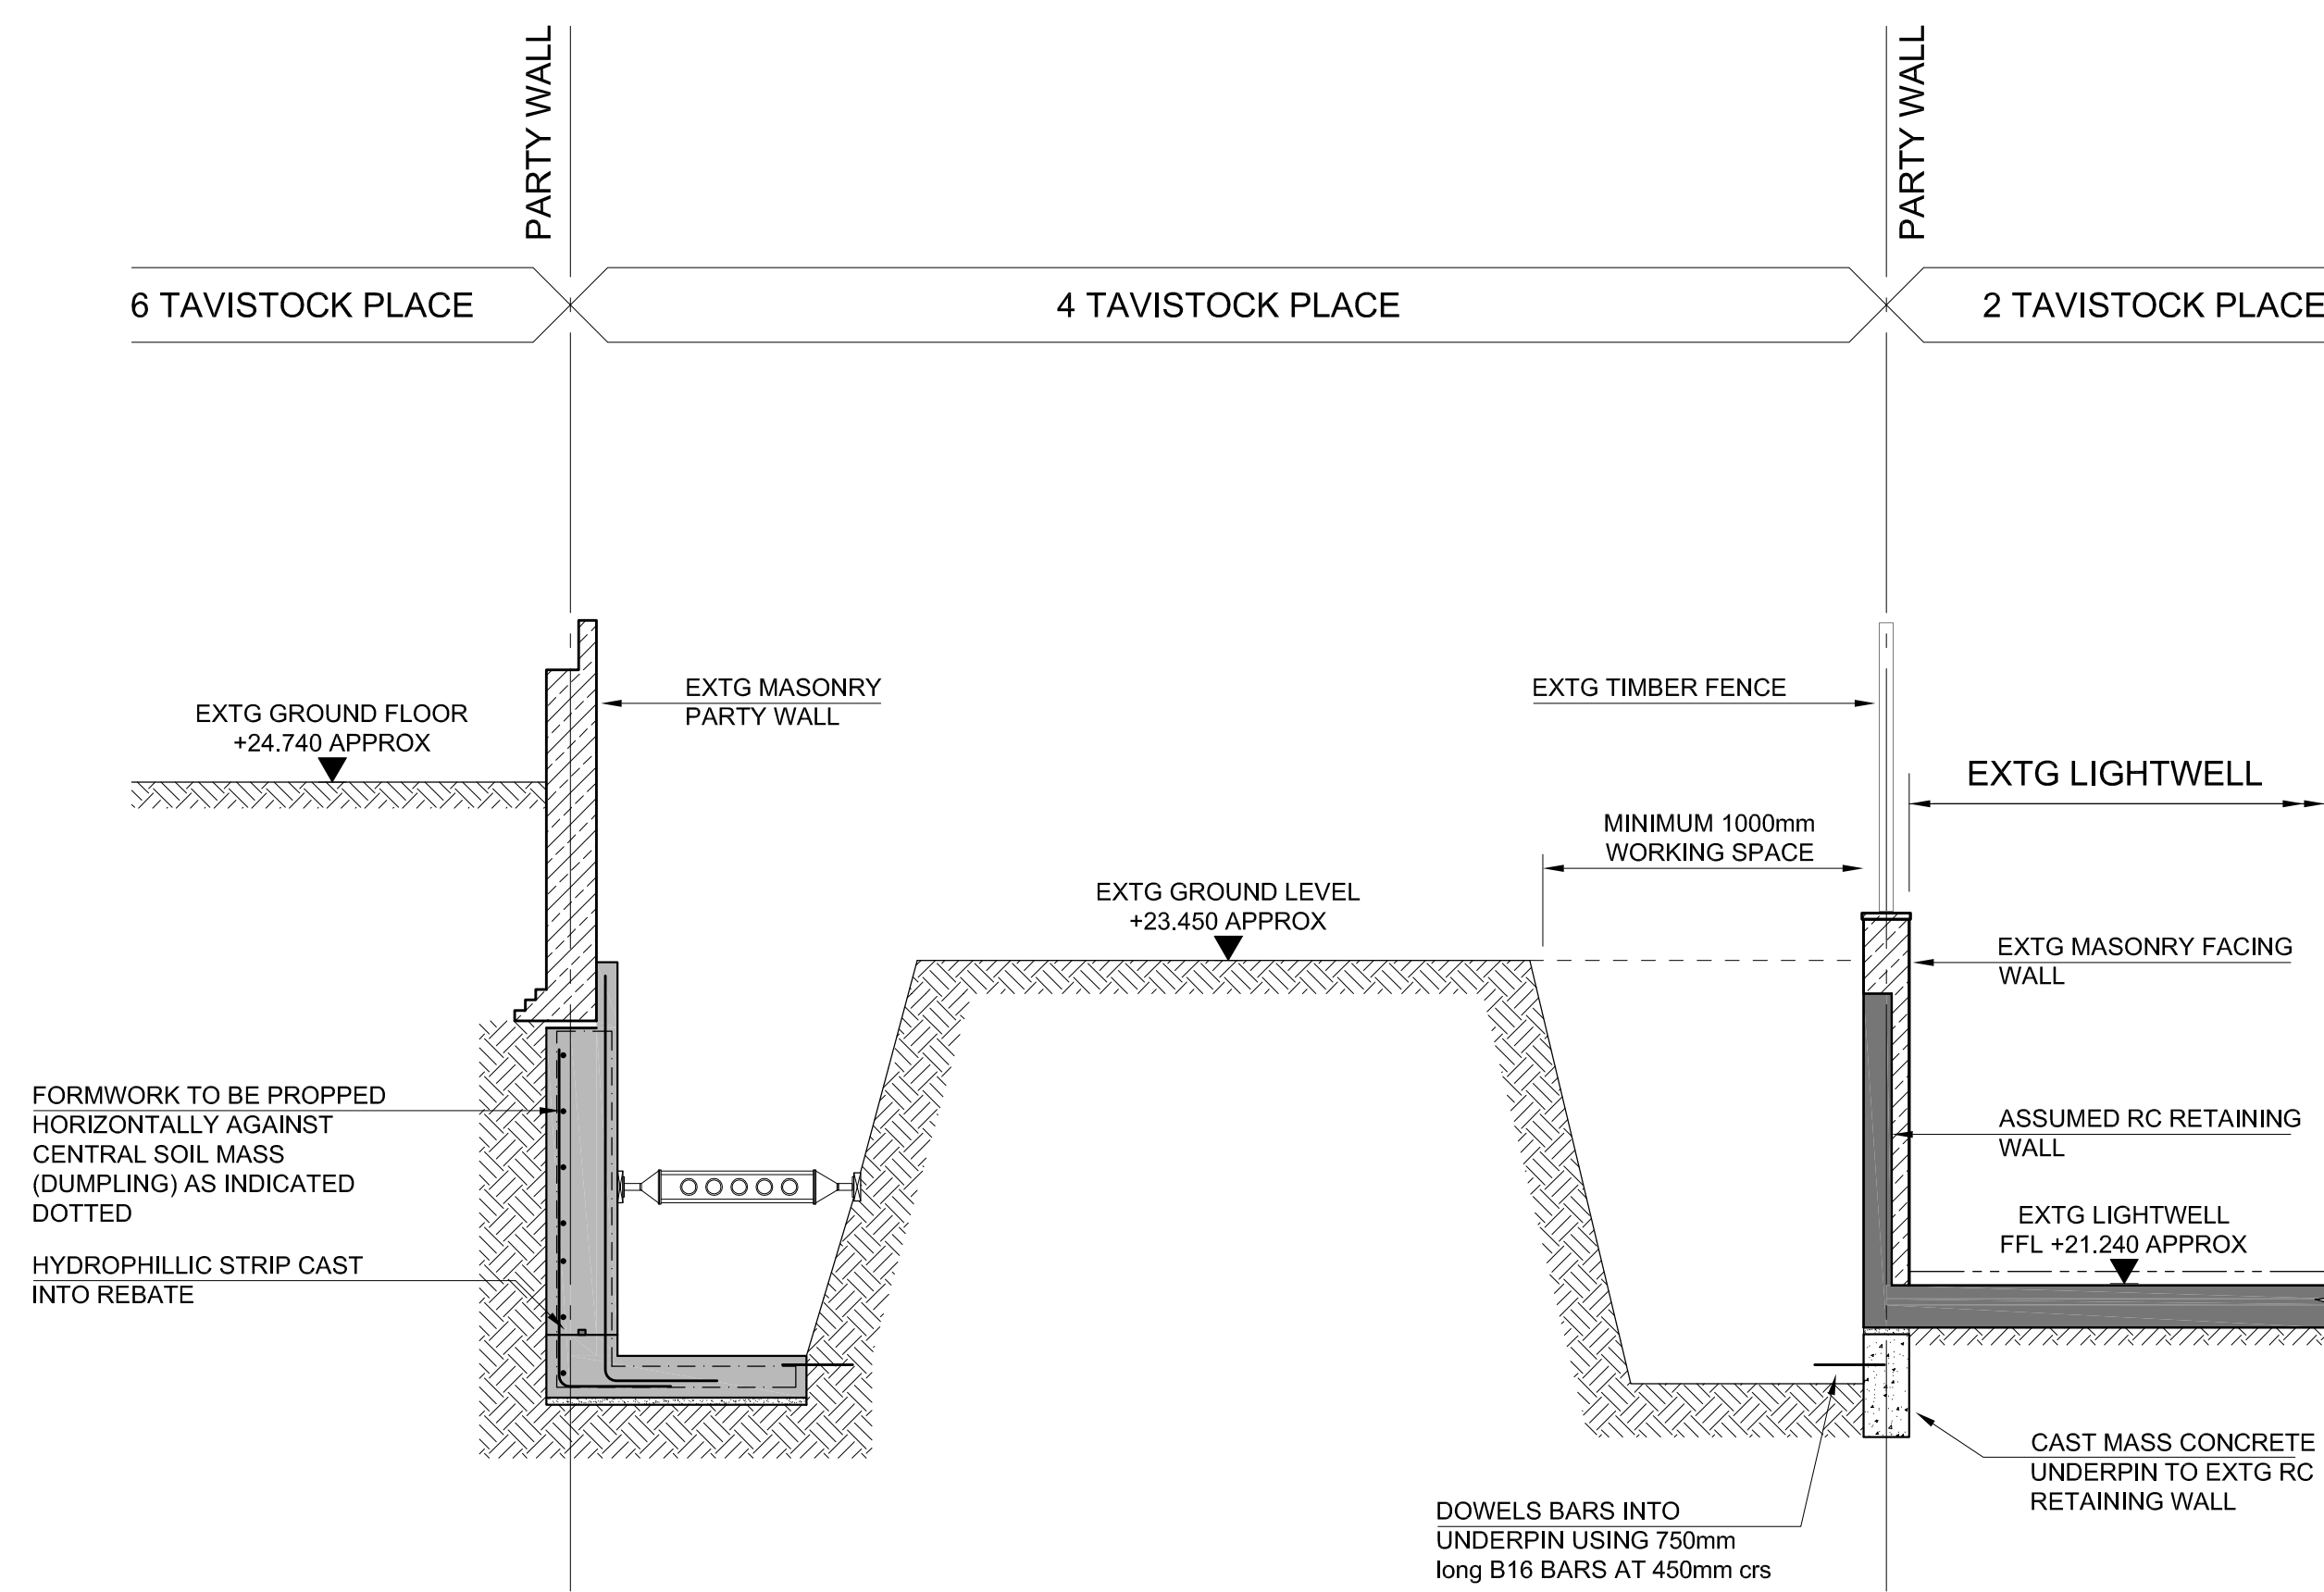 PARTY WALL
PARTY WALL
6 TAVISTOCK PLACE
4 TAVISTOCK PLACE
2 TAVISTOCK PLACE
EXTG MASONRY
PARTY WALL
EXTG TIMBER FENCE
EXTG GROUND FLOOR
+24.740 APPROX
EXTG LIGHTWELL
MINIMUM 1000mm
WORKING SPACE
EXTG GROUND LEVEL
+23.450 APPROX
EXTG MASONRY FACING
WALL
FORMWORK TO BE PROPPED
HORIZONTALLY AGAINST
CENTRAL SOIL MASS
(DUMPLING) AS INDICATED
DOTTED
ASSUMED RC RETAINING
WALL
EXTG LIGHTWELL
FFL +21.240 APPROX
HYDROPHILLIC STRIP CAST
INTO REBATE
CAST MASS CONCRETE
UNDERPIN TO EXTG RC
RETAINING WALL
DOWELS BARS INTO
UNDERPIN USING 750mm
long B16 BARS AT 450mm crs